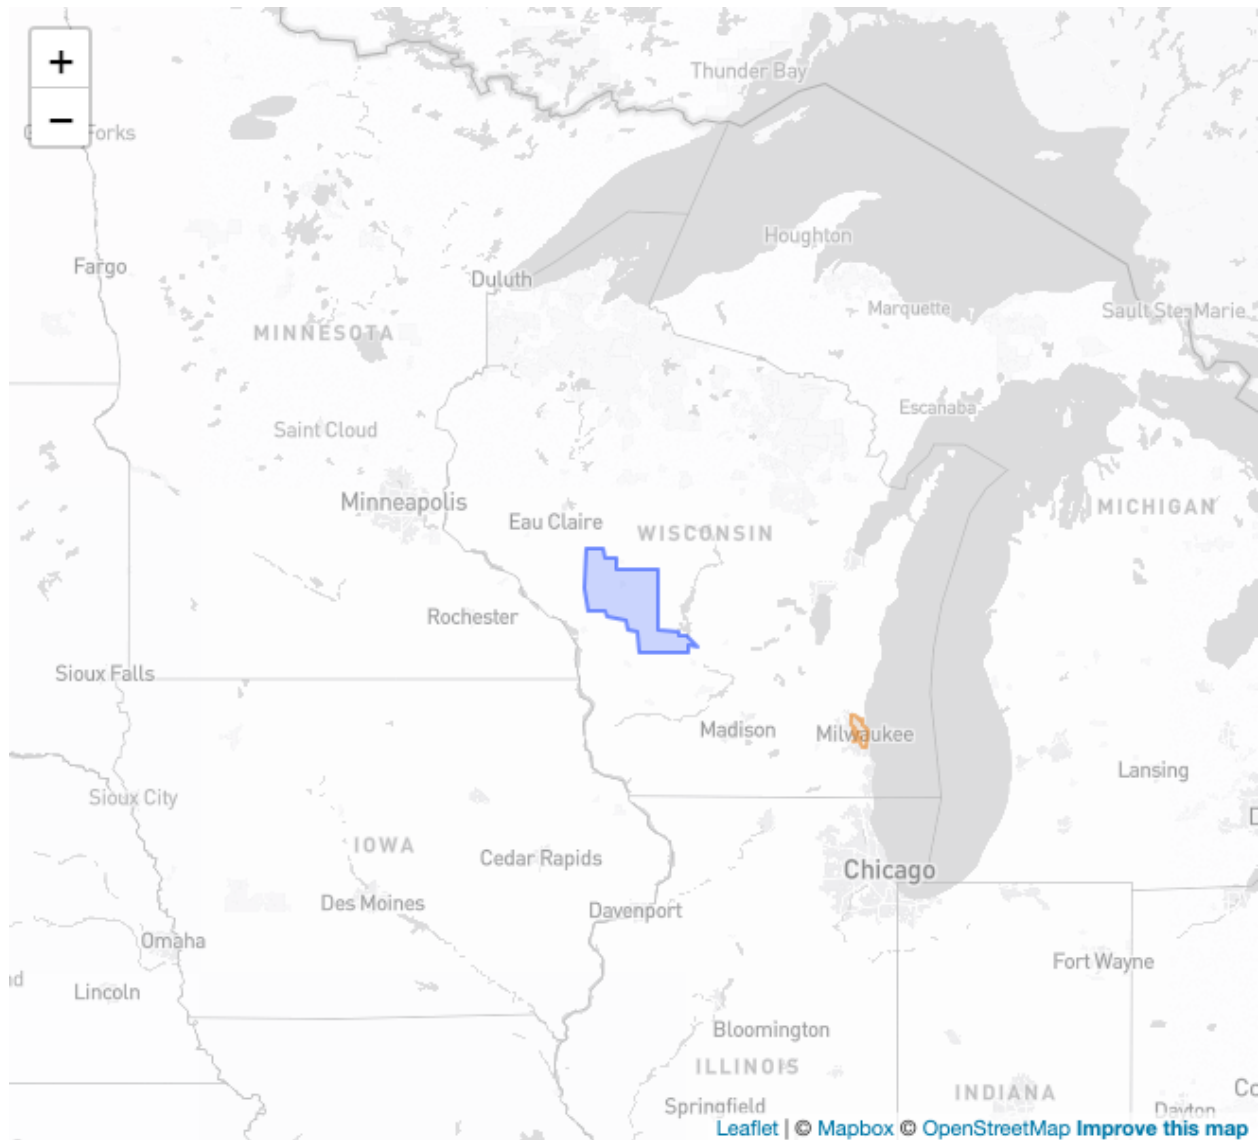 +
Thunder Bay
−
Forks
Houghton
Fargo
Duluth
Marquette
Sault Ste-Marie
MINNESOTA
Escanaba
Saint Cloud
Minneapolis
MICHIGAN
Eau Claire
WISCONSIN
Rochester
Sioux Falls
Madison
Milwaukee
Lansing
Sioux City
IOWA
Cedar Rapids
Chicago
Des Moines
Davenport
Omaha
Fort Wayne
Lincoln
Bloomington
ILLINOIS
INDIANA
Springfield
Dayton
Leaflet | © Mapbox © OpenStreetMap Improve this map